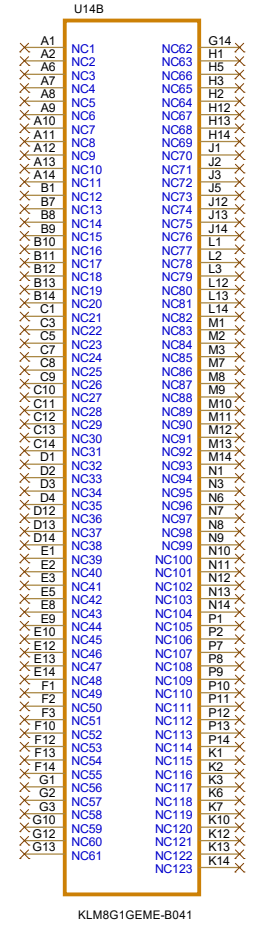 U14B
A1 NC1 NC62 G14
A2 NC2 NC63 H1
A6 NC3 NC64 H5
A7 NC4 NC65 H3
A8 NC5 NC66 H2
A9 NC6 NC67 H12
A10 NC7 NC68 H13
A11 NC8 NC69 H14
A12 NC9 NC70 J1
A13 NC10 NC71 J2
A14 NC11 NC72 J3
B1 NC12 NC73 J5
B7 NC13 NC74 J12
B8 NC14 NC75 J13
B9 NC15 NC76 J14
B10 NC16 NC77 L1
B11 NC17 NC78 L2
B12 NC18 NC79 L3
B13 NC19 NC80 L12
B14 NC20 NC81 L13
C1 NC21 NC82 L14
C3 NC22 NC83 M1
C5 NC23 NC84 M2
C7 NC24 NC85 M3
C8 NC25 NC86 M7
C9 NC26 NC87 M8
C10 NC27 NC88 M9
C11 NC28 NC89 M10
C12 NC29 NC90 M11
C13 NC30 NC91 M12
C14 NC31 NC92 M13
D1 NC32 NC93 M14
D2 NC33 NC94 N1
D3 NC34 NC95 N3
D4 NC35 NC96 N6
D12 NC36 NC97 N7
D13 NC37 NC98 N8
D14 NC38 NC99 N9
E1 NC39 NC100 N10
E2 NC40 NC101 N11
E3 NC41 NC102 N12
E5 NC42 NC103 N13
E8 NC43 NC104 N14
E9 NC44 NC105 P1
E10 NC45 NC106 P2
E12 NC46 NC107 P7
E13 NC47 NC108 P8
E14 NC48 NC109 P9
F1 NC49 NC110 P10
F2 NC50 NC111 P11
F3 NC51 NC112 P12
F10 NC52 NC113 P13
F12 NC53 NC114 P14
F13 NC54 NC115 K1
F14 NC55 NC116 K2
G1 NC56 NC117 K3
G2 NC57 NC118 K6
G3 NC58 NC119 K7
G10 NC59 NC120 K10
G12 NC60 NC121 K12
G13 NC61 NC122 K13
NC123 K14
KLM8G1GEME-B041